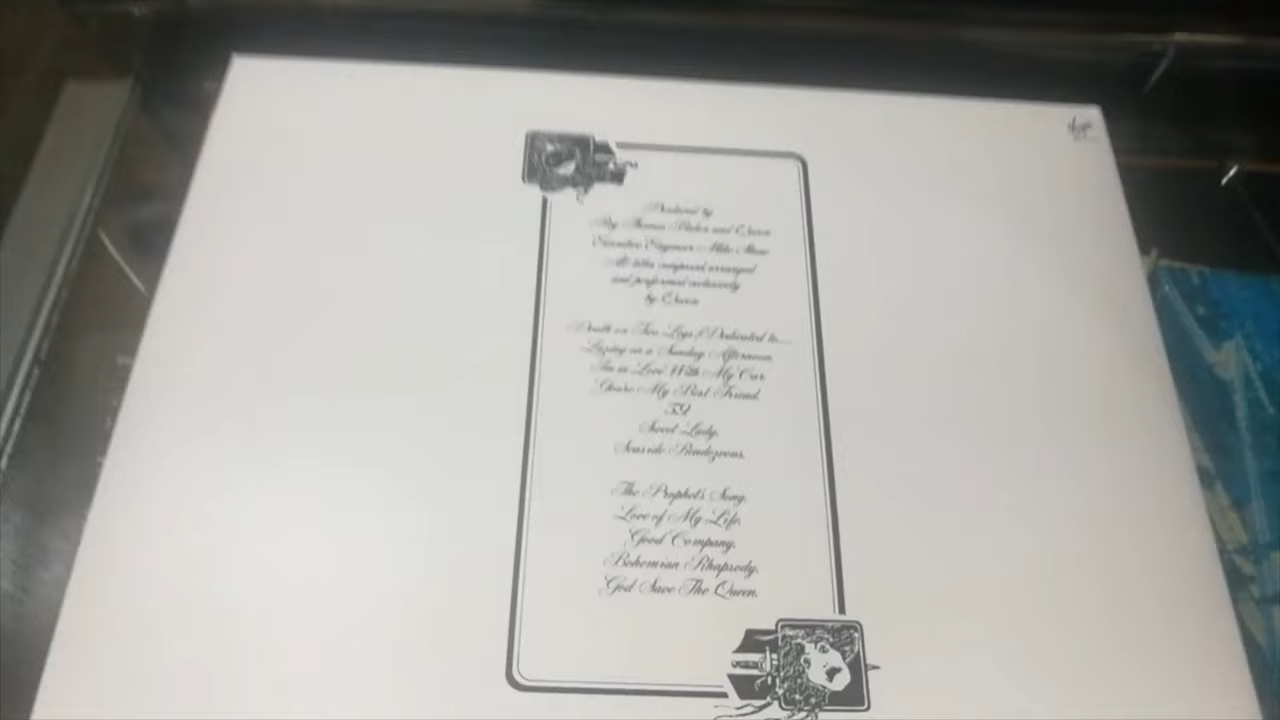 Produced by
Roy Thomas Baker and Queen
Executive Engineer Mike Stone
All titles composed arranged
and performed exclusively
by Queen
Death on Two Legs (Dedicated to......
Lazing on a Sunday Afternoon.
I'm in Love With My Car.
You're My Best Friend.
'39.
Sweet Lady.
Seaside Rendezvous.
The Prophet's Song.
Love of My Life.
Good Company.
Bohemian Rhapsody.
God Save The Queen.